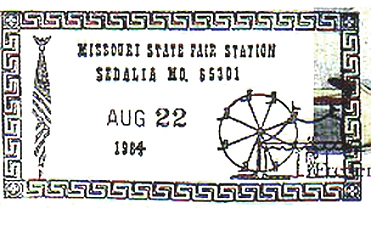 MISSOURI STATE FAIR STATION
SEDALIA MO. 65301
AUG 22
1984